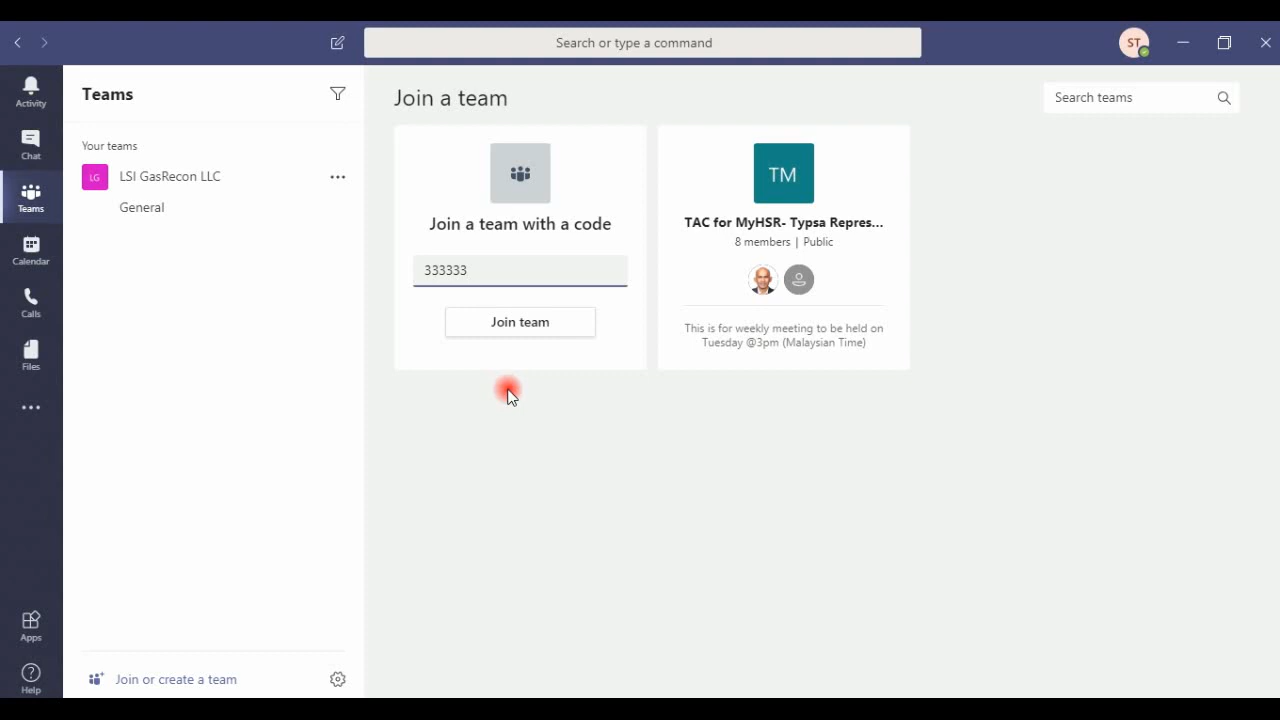 Search or type a command
ST
Activity
Chat
Teams
Calendar
Calls
Files
Apps
Help
Teams
Your teams
LG
LSI GasRecon LLC
General
Join or create a team
Join a team
Search teams
Join a team with a code
333333
Join team
TM
TAC for MyHSR- Typsa Repres...
8 members | Public
This is for weekly meeting to be held on
Tuesday @3pm (Malaysian Time)